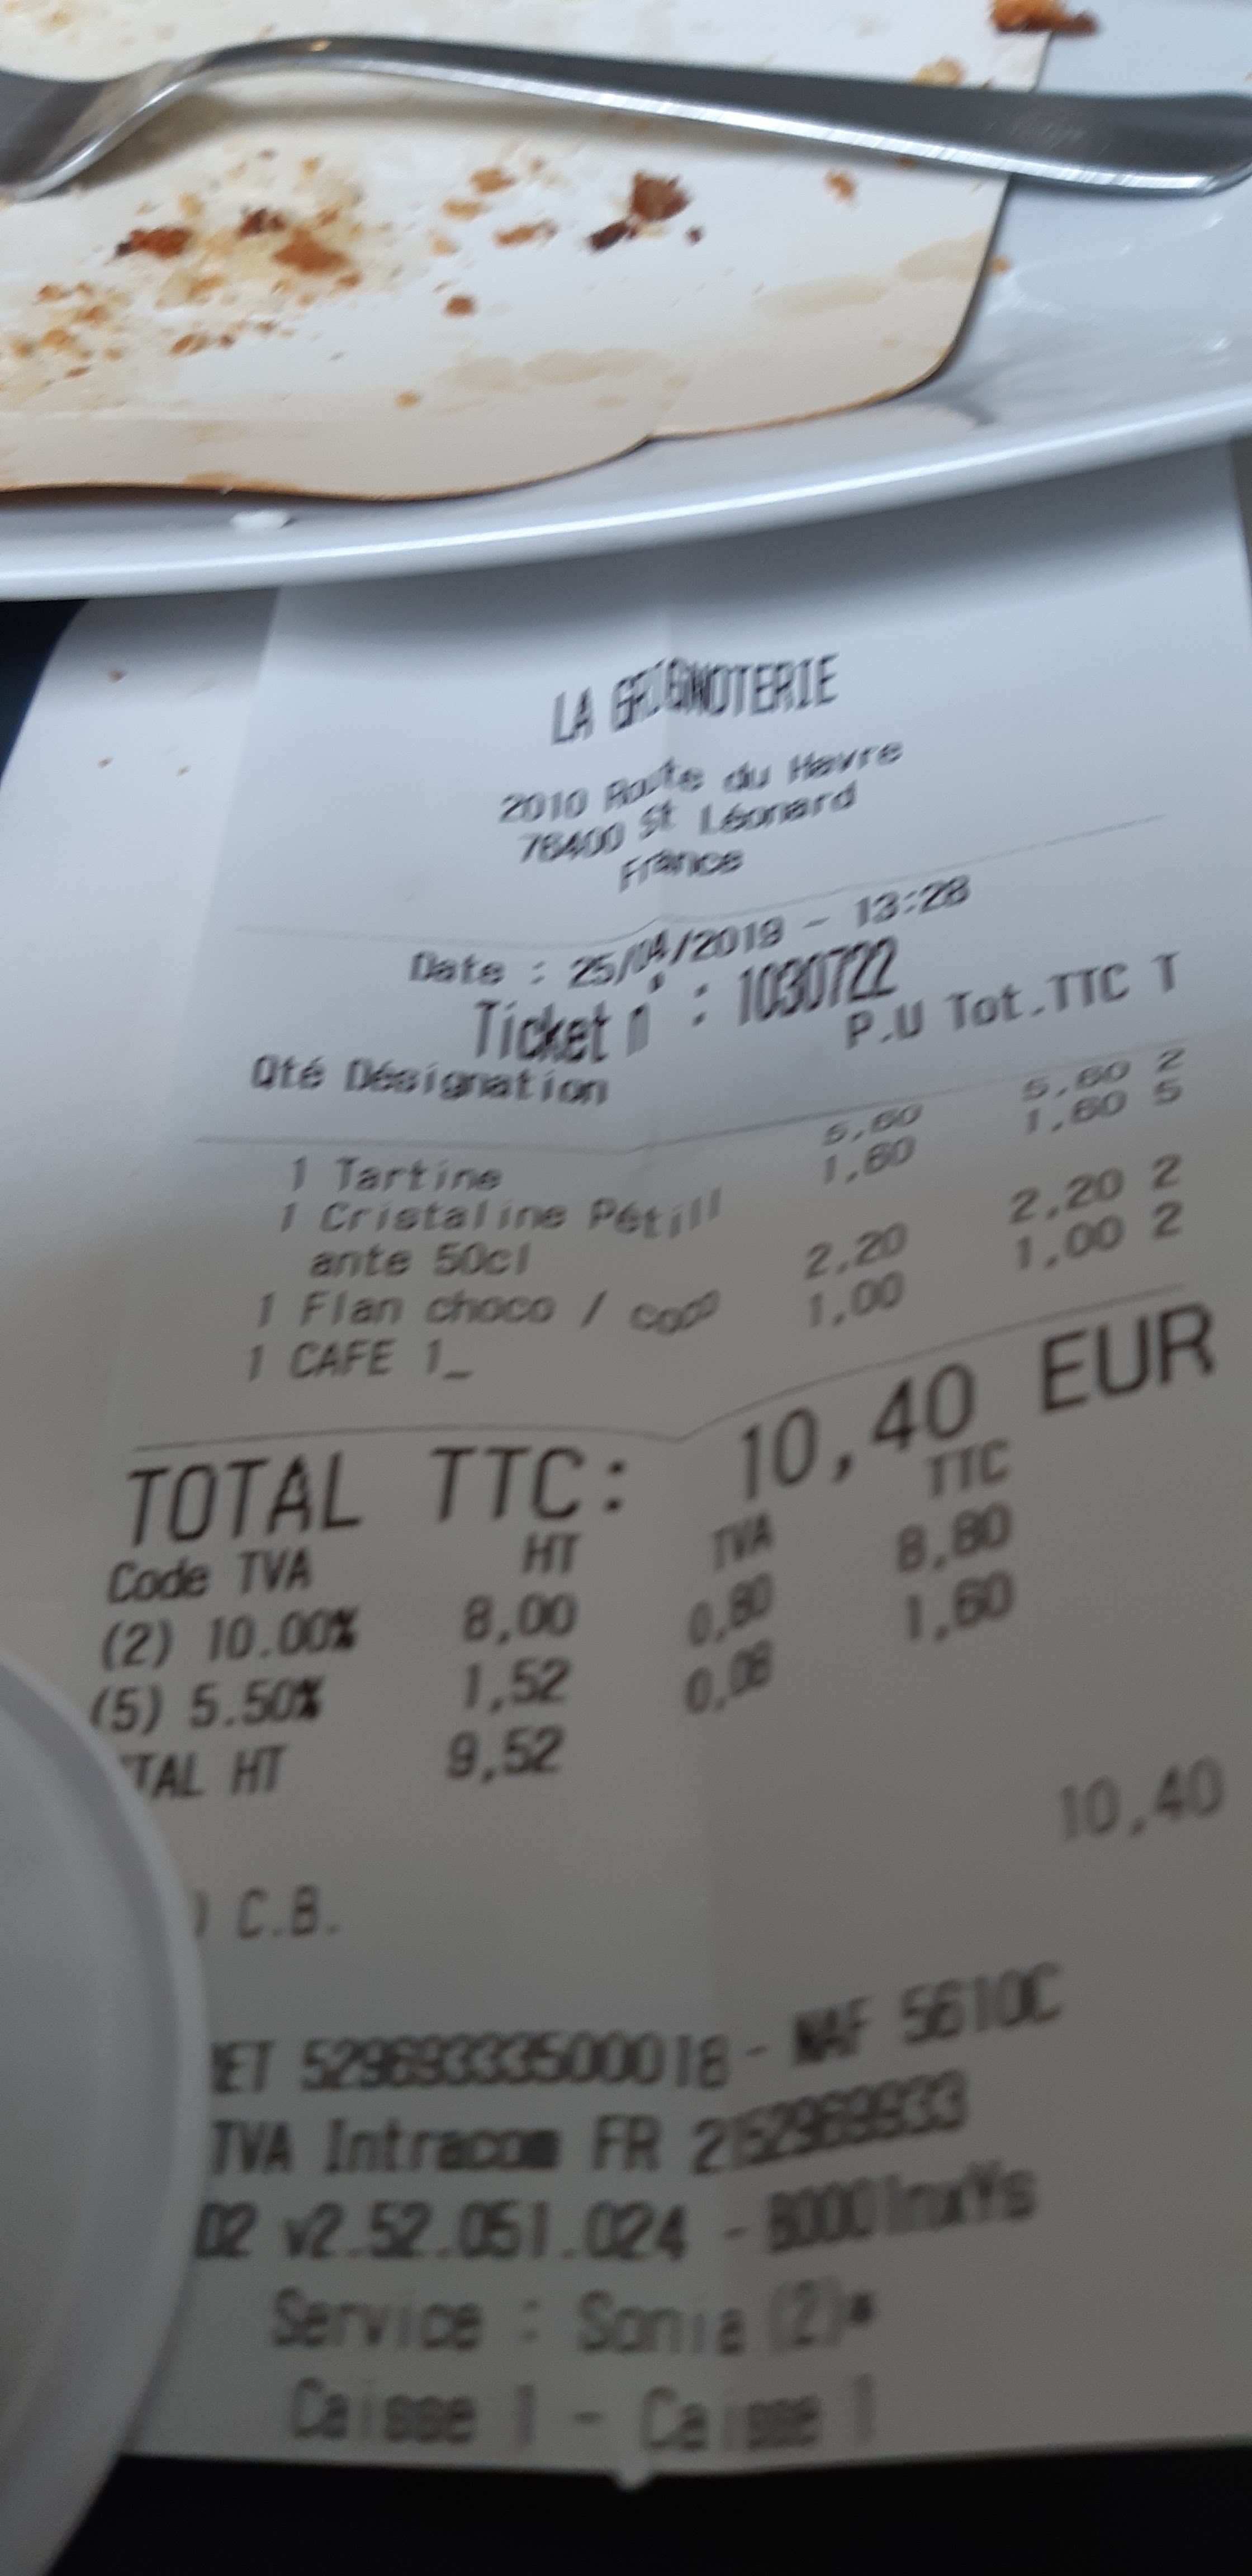 LA GRIGNOTERIE
2010 Route du Havre
76400 St Léonard
France
Date : 25/04/2019 - 13:28
Ticket n° : 1030722
Qté Désignation P.U Tot.TTC T
1 Tartine 5,60 5,60 2
1 Cristaline Pétill 1,60 1,60 5
ante 50cl
1 Flan choco / coco 2,20 2,20 2
1 CAFE 1_ 1,00 1,00 2
TOTAL TTC: 10,40 EUR
Code TVA HT TVA TTC
(2) 10.00% 8,00 0,80 8,80
(5) 5.50% 1,52 0,08 1,60
TAL HT 9,52
) C.B. 10,40
RET 52969333500018 - NAF 5610C
TVA Intracom FR
02 v2.52.051.024 -
Service : Sonia (2)*
Caisse 1 - Caisse 1